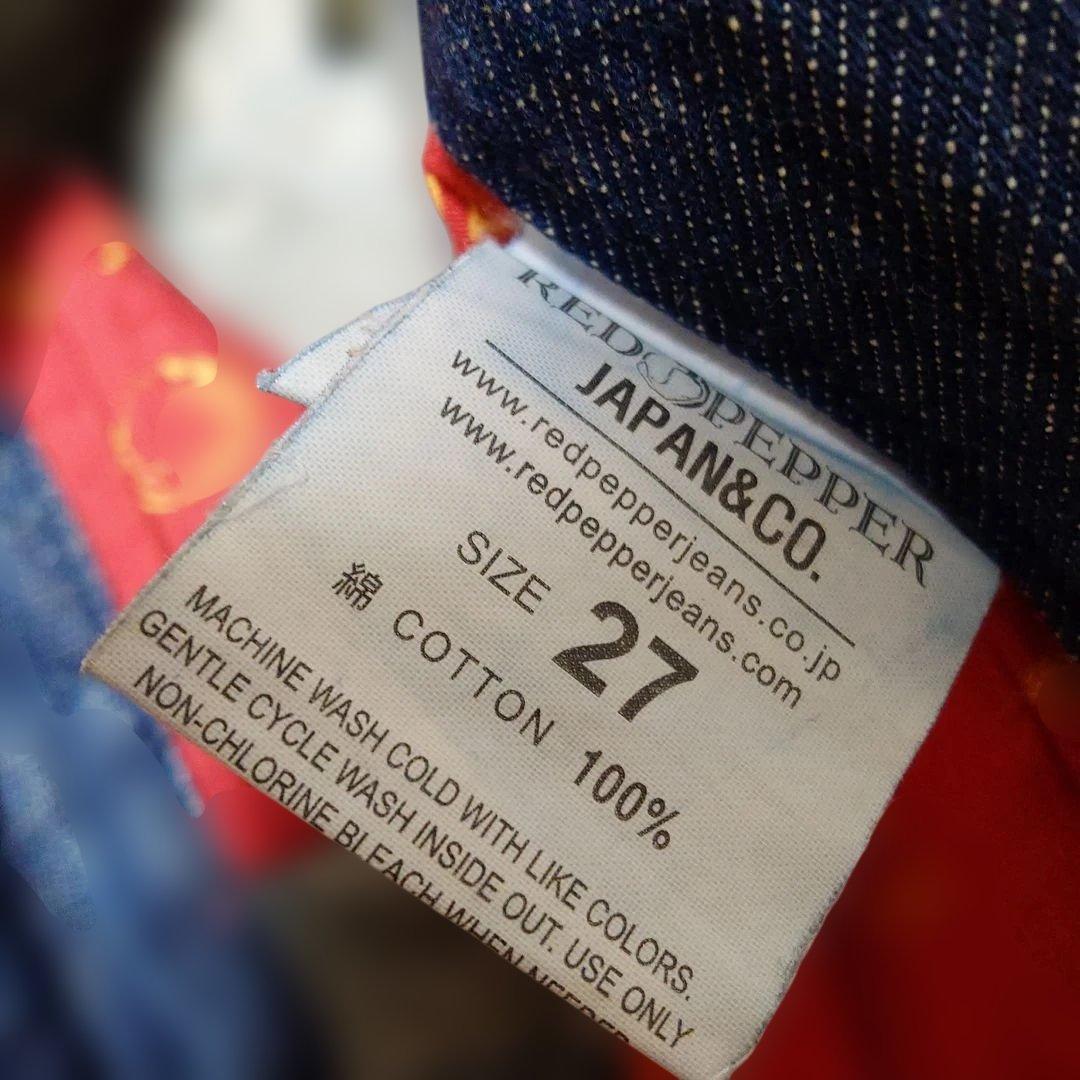 RED PEPPER
JAPAN&CO.
www.redpepperjeans.co.jp
www.redpepperjeans.com
SIZE 27
綿 COTTON 100%
MACHINE WASH COLD WITH LIKE COLORS.
GENTLE CYCLE WASH INSIDE OUT. USE ONLY
NON-CHLORINE BLEACH WHEN NEEDED